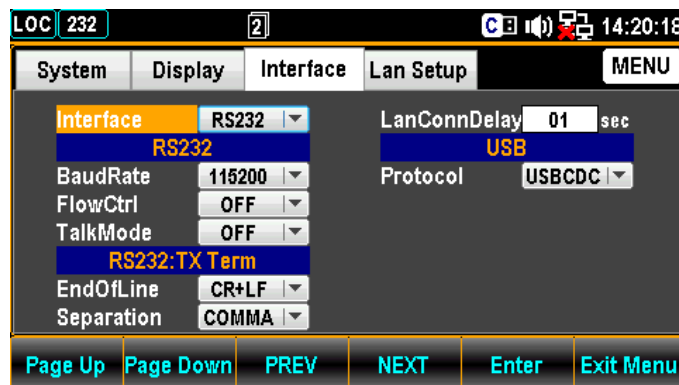 LOC 232 2 C 14:20:18
System Display Interface Lan Setup MENU
Interface RS232 LanConnDelay 01 sec
RS232 USB
BaudRate 115200 Protocol USBCDC
FlowCtrl OFF
TalkMode OFF
RS232:TX Term
EndOfLine CR+LF
Separation COMMA
Page Up Page Down PREV NEXT Enter Exit Menu